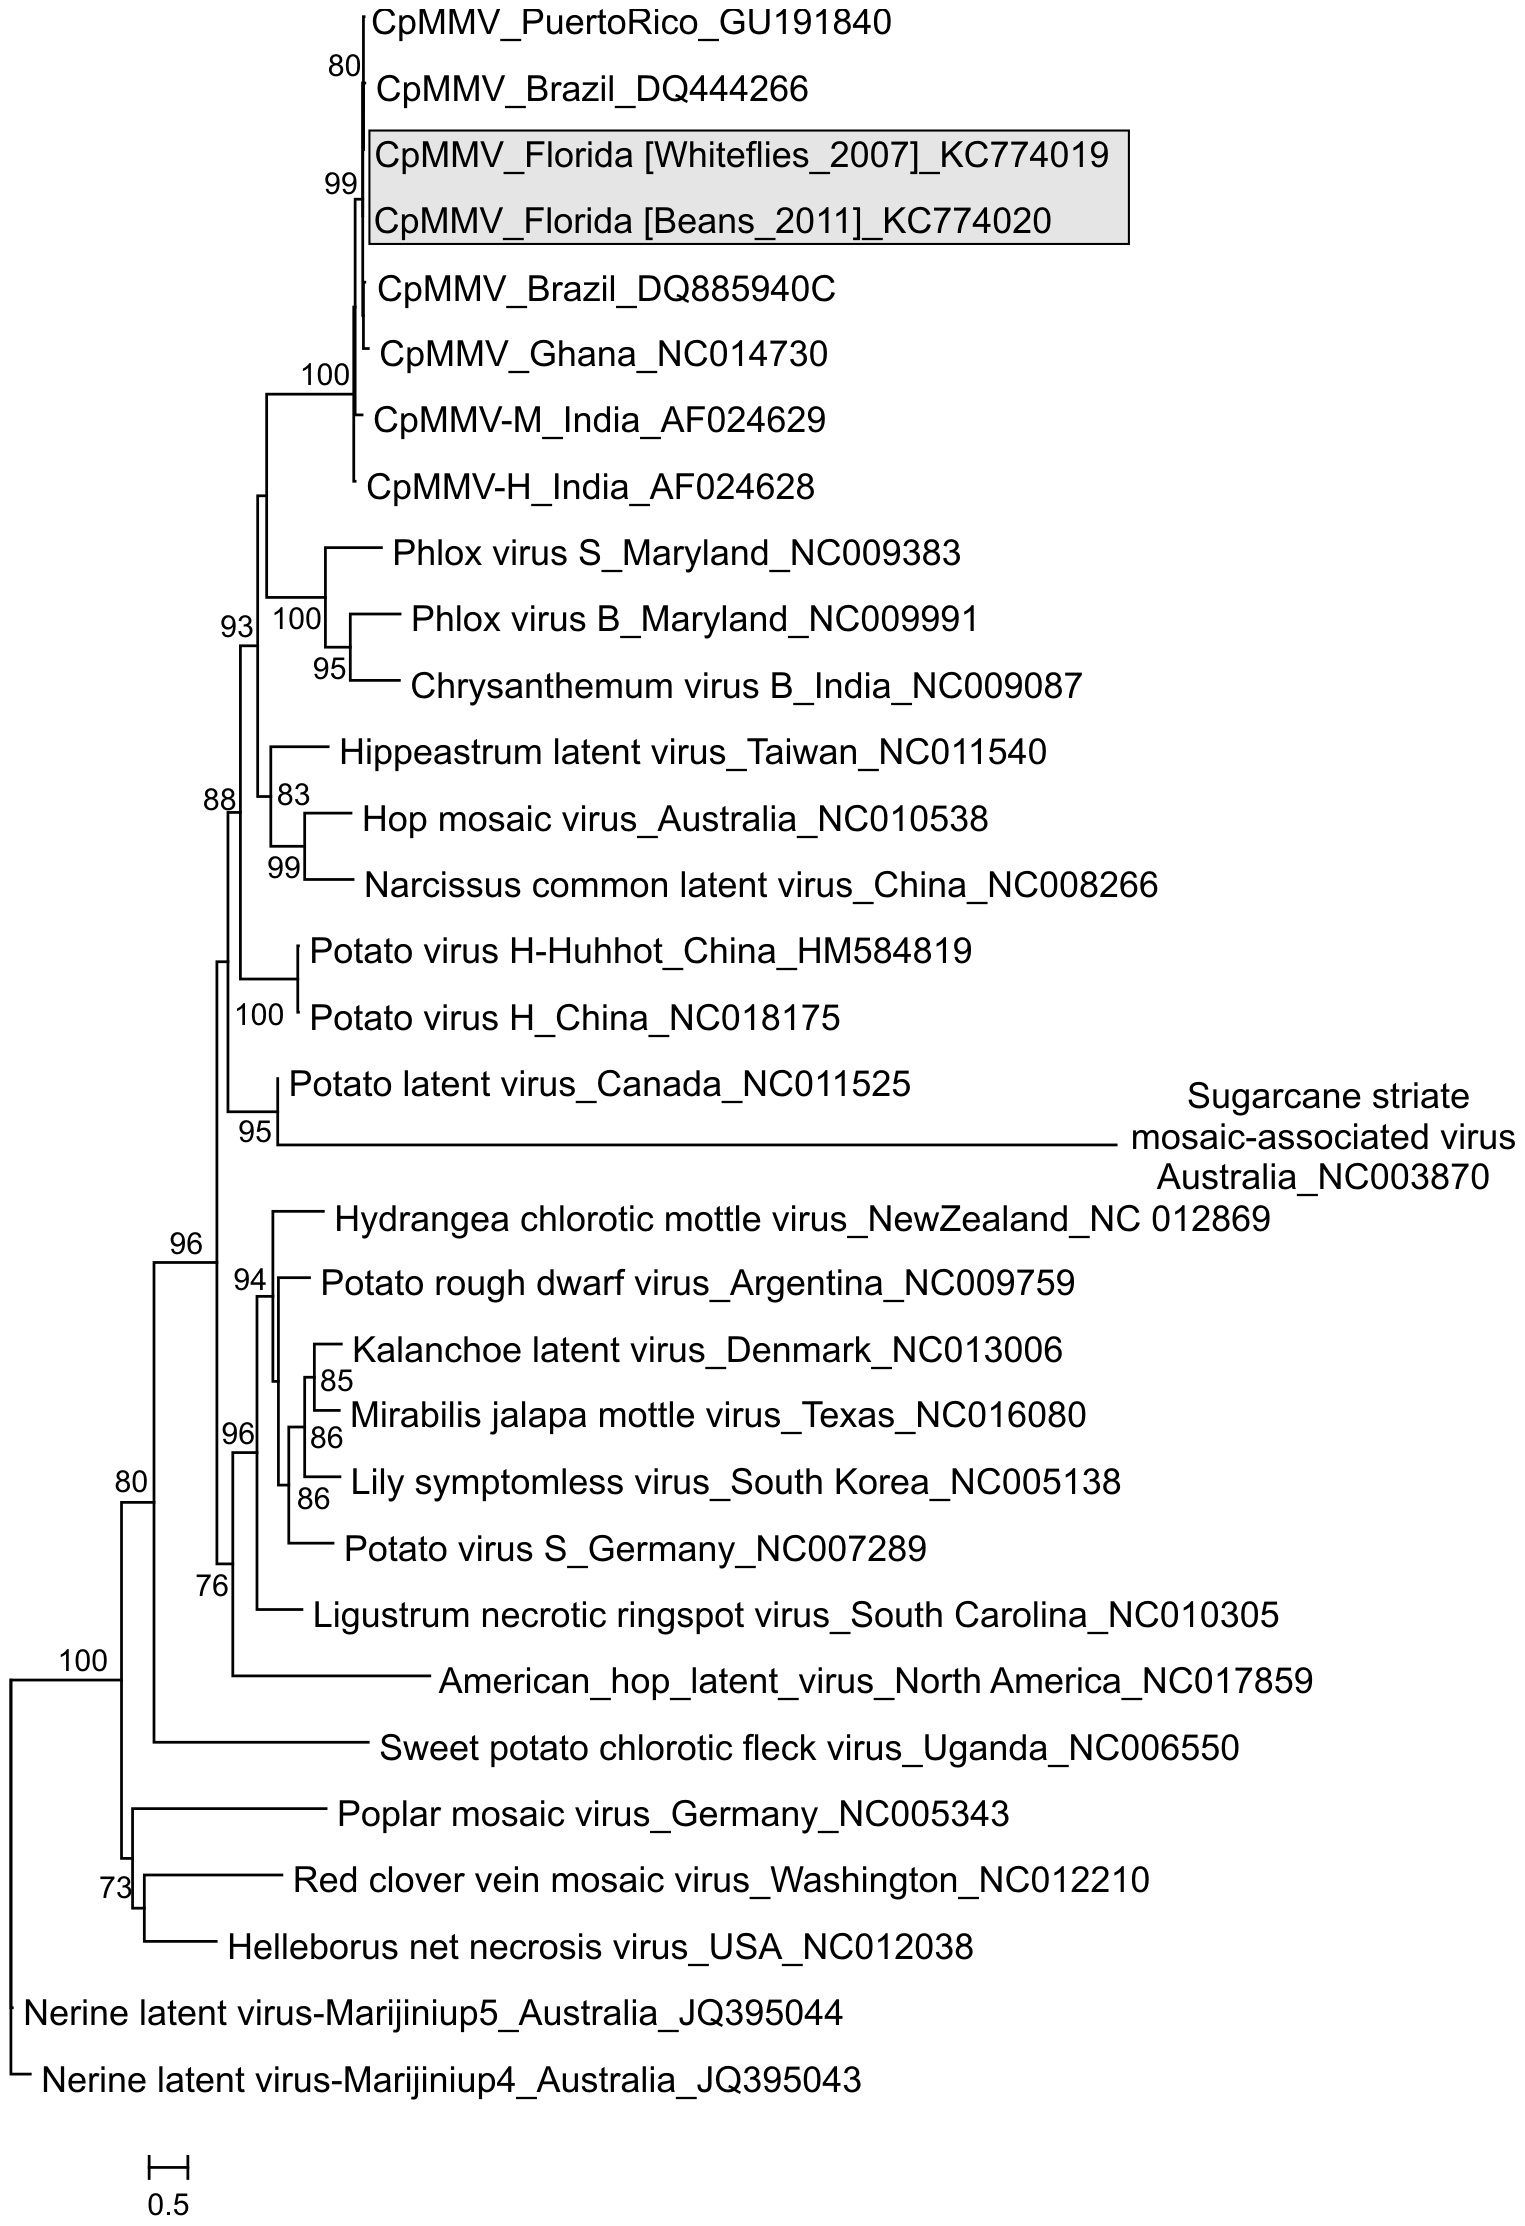 CpMMV_PuertoRico_GU191840
80
CpMMV_Brazil_DQ444266
CpMMV_Florida [Whiteflies_2007]_KC774019
99
CpMMV_Florida [Beans_2011]_KC774020
CpMMV_Brazil_DQ885940C
CpMMV_Ghana_NC014730
100
CpMMV-M_India_AF024629
CpMMV-H_India_AF024628
Phlox virus S_Maryland_NC009383
100
Phlox virus B_Maryland_NC009991
93
95
Chrysanthemum virus B_India_NC009087
Hippeastrum latent virus_Taiwan_NC011540
88
83
Hop mosaic virus_Australia_NC010538
99
Narcissus common latent virus_China_NC008266
Potato virus H-Huhhot_China_HM584819
100
Potato virus H_China_NC018175
Potato latent virus_Canada_NC011525
95
Sugarcane striate
mosaic-associated virus
Australia_NC003870
Hydrangea chlorotic mottle virus_NewZealand_NC 012869
96
94
Potato rough dwarf virus_Argentina_NC009759
Kalanchoe latent virus_Denmark_NC013006
85
Mirabilis jalapa mottle virus_Texas_NC016080
96
86
Lily symptomless virus_South Korea_NC005138
80
86
Potato virus S_Germany_NC007289
76
Ligustrum necrotic ringspot virus_South Carolina_NC010305
100
American_hop_latent_virus_North America_NC017859
Sweet potato chlorotic fleck virus_Uganda_NC006550
Poplar mosaic virus_Germany_NC005343
73
Red clover vein mosaic virus_Washington_NC012210
Helleborus net necrosis virus_USA_NC012038
Nerine latent virus-Marijiniup5_Australia_JQ395044
Nerine latent virus-Marijiniup4_Australia_JQ395043
0.5